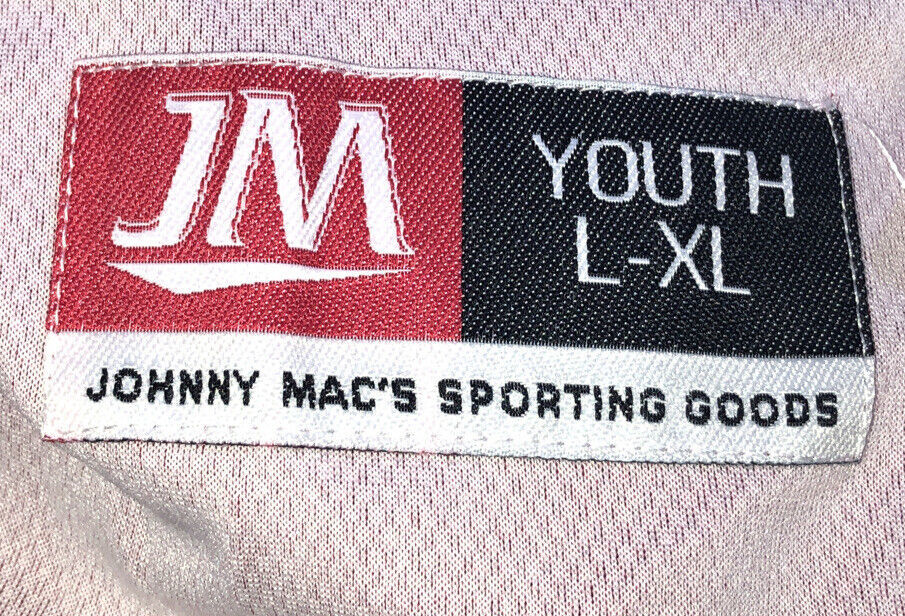 JM
YOUTH
L-XL
JOHNNY MAC'S SPORTING GOODS